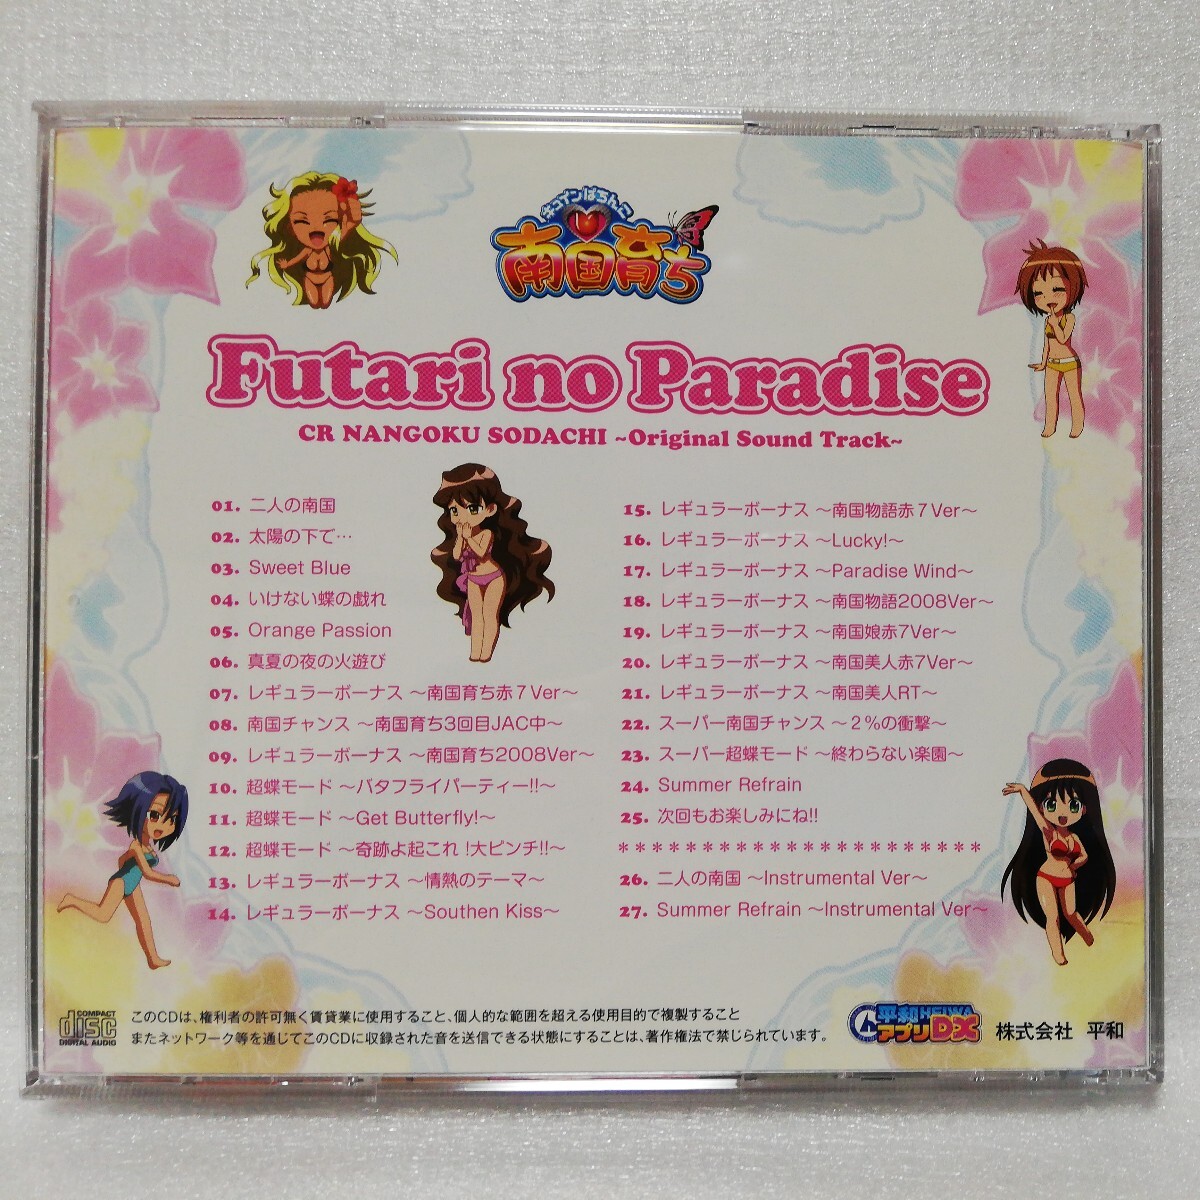 キュインぱちんこ
南国育ち
Futari no Paradise
CR NANGOKU SODACHI ~Original Sound Track~
01. 二人の南国
02. 太陽の下で…
03. Sweet Blue
04. いけない蝶の戯れ
05. Orange Passion
06. 真夏の夜の火遊び
07. レギュラーボーナス ～南国育ち赤７Ver～
08. 南国チャンス ～南国育ち3回目JAC中～
09. レギュラーボーナス ～南国育ち2008Ver～
10. 超蝶モード ～バタフライパーティー!!～
11. 超蝶モード ～Get Butterfly!～
12. 超蝶モード ～奇跡よ起これ !大ピンチ!!～
13. レギュラーボーナス ～情熱のテーマ～
14. レギュラーボーナス ～Southen Kiss～
15. レギュラーボーナス ～南国物語赤７Ver～
16. レギュラーボーナス ～Lucky!～
17. レギュラーボーナス ～Paradise Wind～
18. レギュラーボーナス ～南国物語2008Ver～
19. レギュラーボーナス ～南国娘赤7Ver～
20. レギュラーボーナス ～南国美人赤7Ver～
21. レギュラーボーナス ～南国美人RT～
22. スーパー南国チャンス ～２％の衝撃～
23. スーパー超蝶モード ～終わらない楽園～
24. Summer Refrain
25. 次回もお楽しみにね!!
＊＊＊＊＊＊＊＊＊＊＊＊＊＊＊＊＊＊＊＊＊＊
26. 二人の南国 ～Instrumental Ver～
27. Summer Refrain ～Instrumental Ver～
COMPACT
disc
DIGITAL AUDIO
このCDは、権利者の許可無く賃貸業に使用すること、個人的な範囲を超える使用目的で複製すること
またネットワーク等を通じてこのCDに収録された音を送信できる状態にすることは、著作権法で禁じられています。
平和HEIWA
アプリDX
株式会社 平和